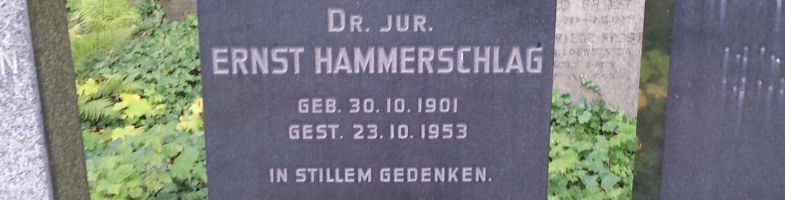 DR. JUR.
ERNST HAMMERSCHLAG
GEB. 30.10.1901
GEST. 23.10.1953
IN STILLEM GEDENKEN.